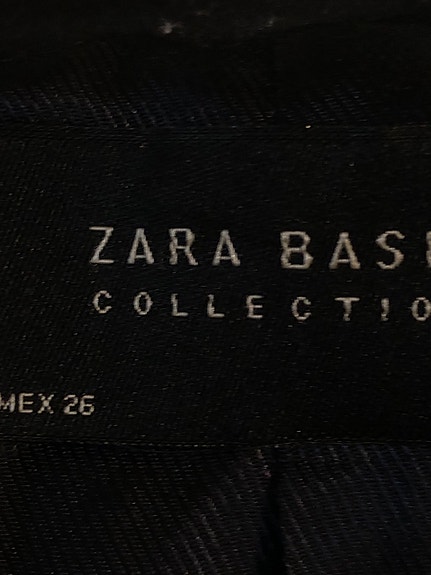 ZARA BAS
COLLECTIO
MEX 26